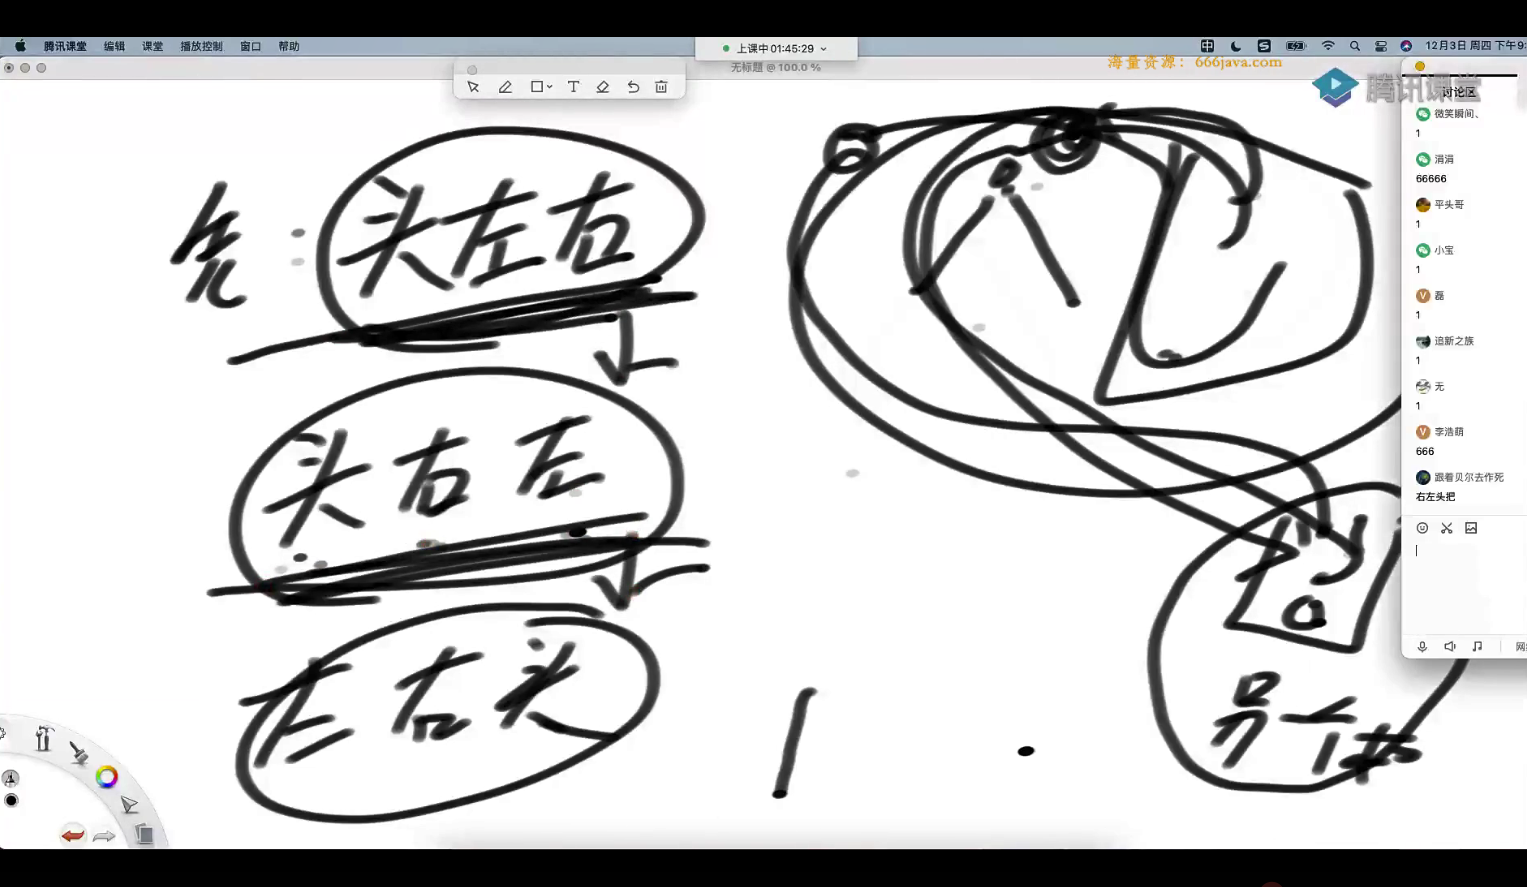 腾讯课堂 编辑 课堂 播放控制 窗口 帮助
上课中 01:45:29
12月3日 周四 下午9:
无标题 @ 100.0 %
海量资源：666java.com
腾讯课堂
讨论区
微笑瞬间、
1
涓涓
66666
平头哥
1
小宝
1
磊
1
追新之族
1
无
1
李浩萌
666
跟着贝尔去作死
右左头把
先：头左右
头右左
左右头
另个栈